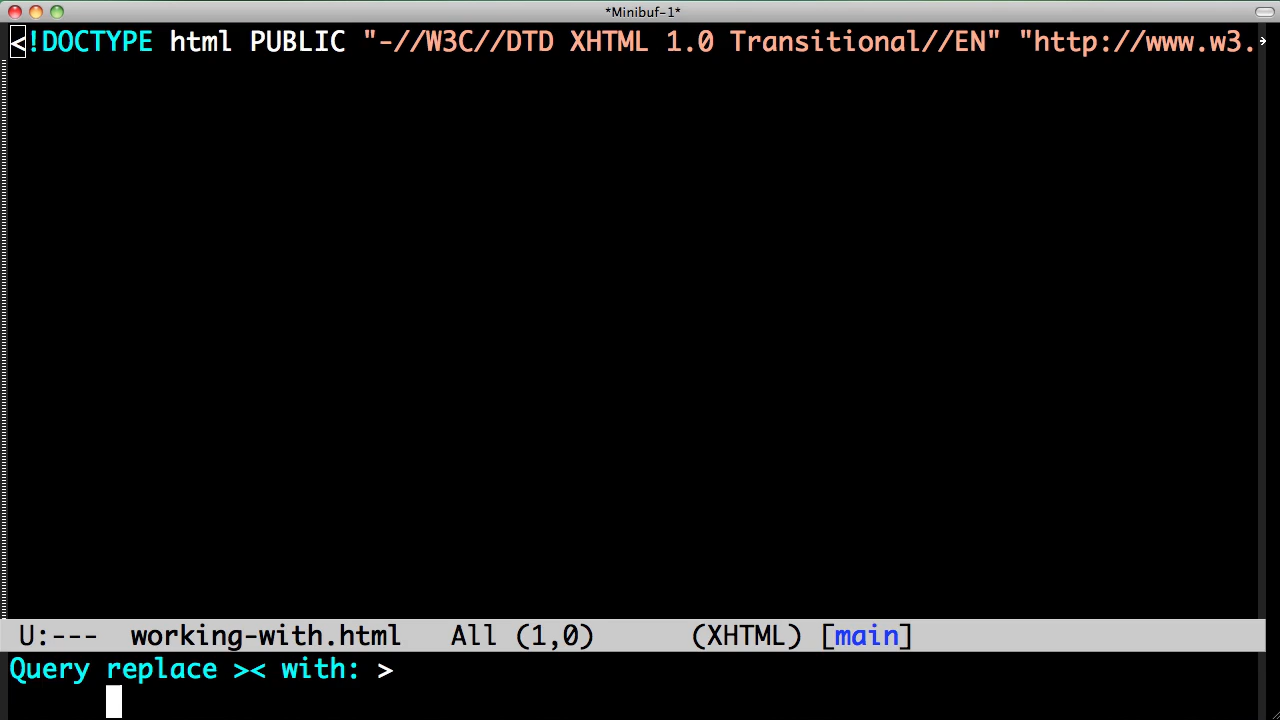 *Minibuf-1*
<!DOCTYPE html PUBLIC "-//W3C//DTD XHTML 1.0 Transitional//EN" "http://www.w3.
U:--- working-with.html All (1,0) (XHTML) [main]
Query replace >< with: >